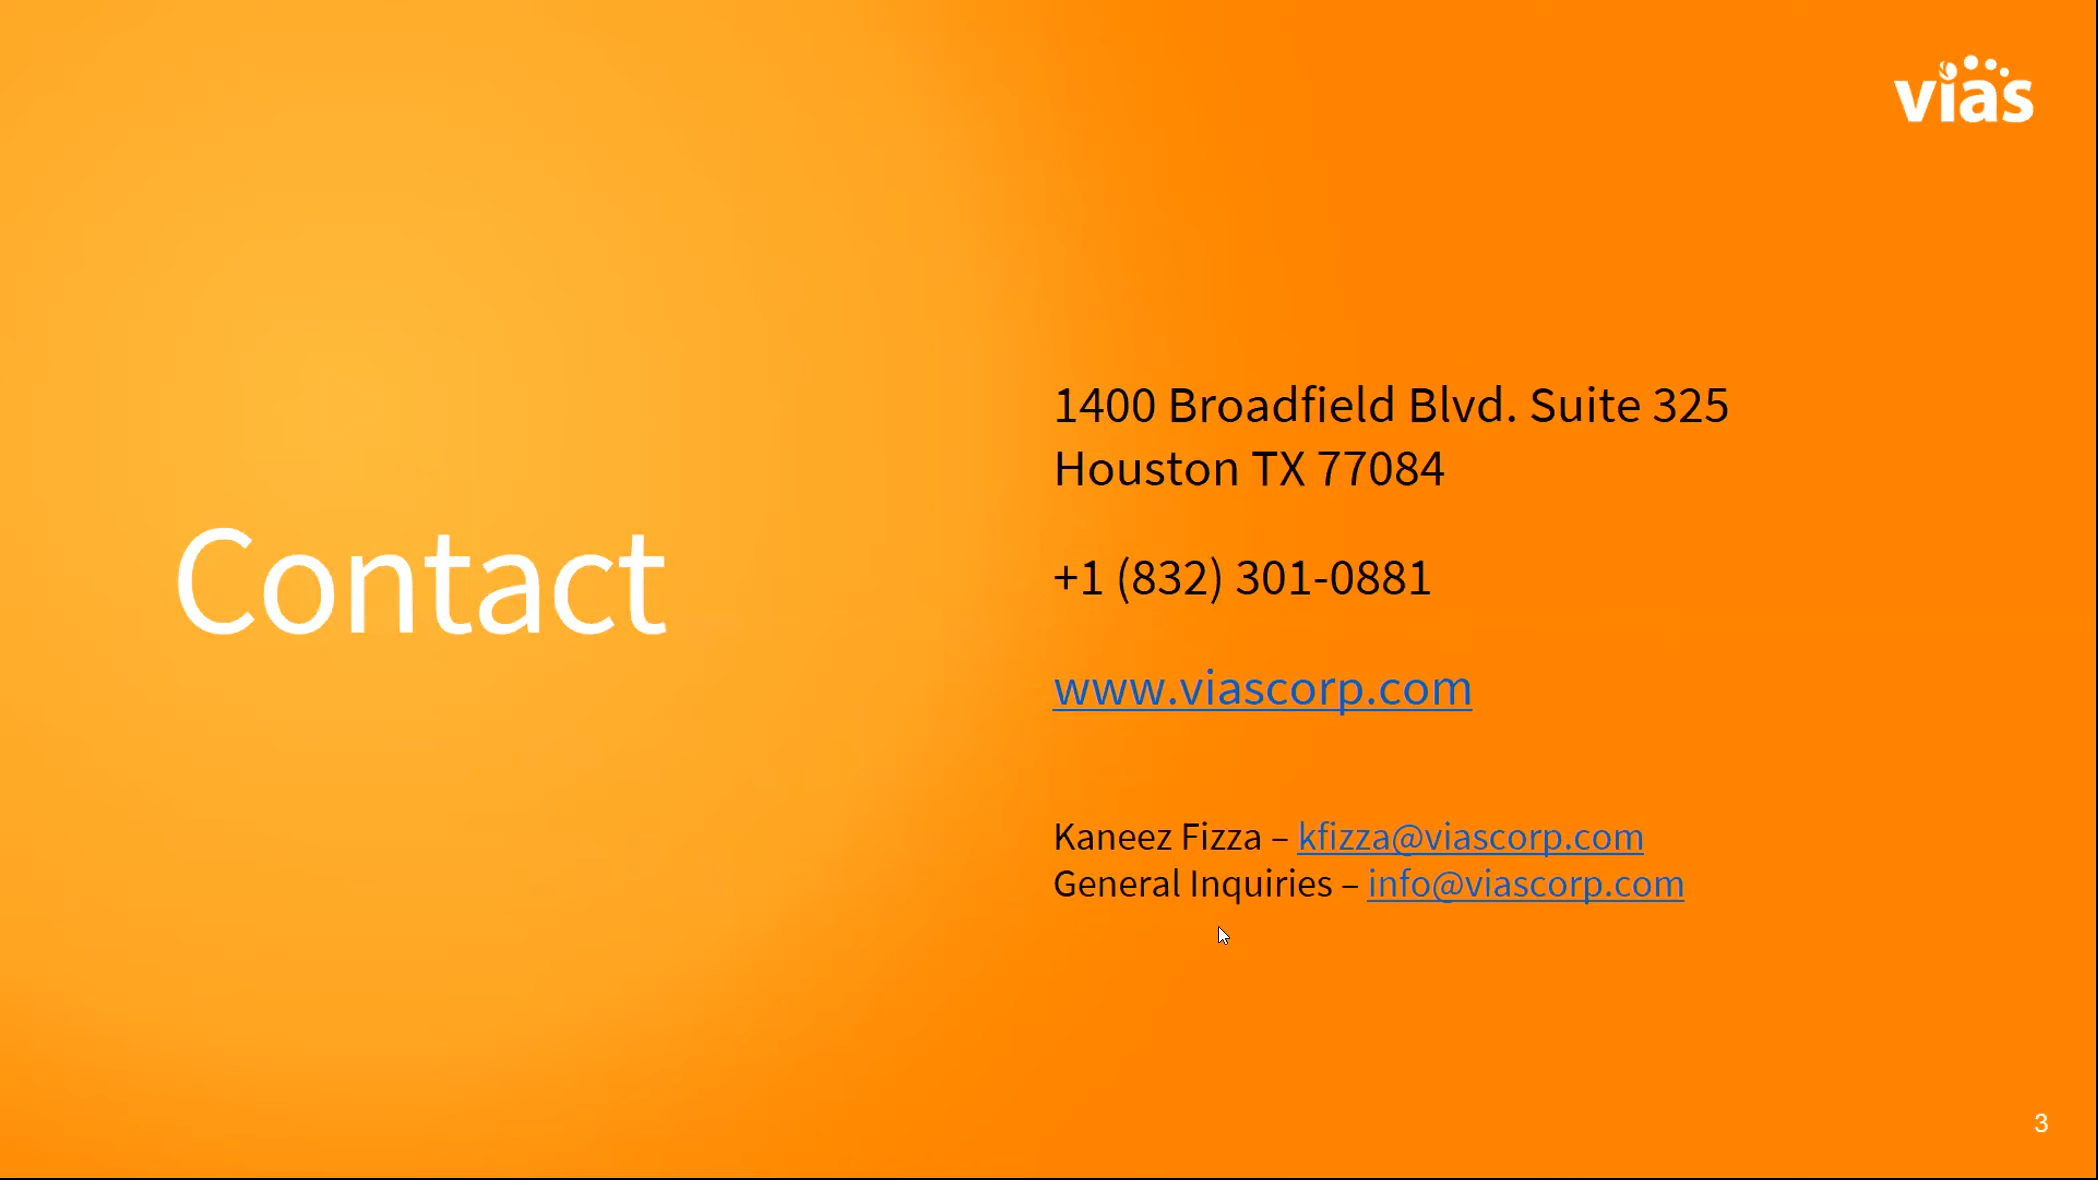 vias
1400 Broadfield Blvd. Suite 325
Houston TX 77084
Contact
+1 (832) 301-0881
www.viascorp.com
Kaneez Fizza – kfizza@viascorp.com
General Inquiries – info@viascorp.com
3